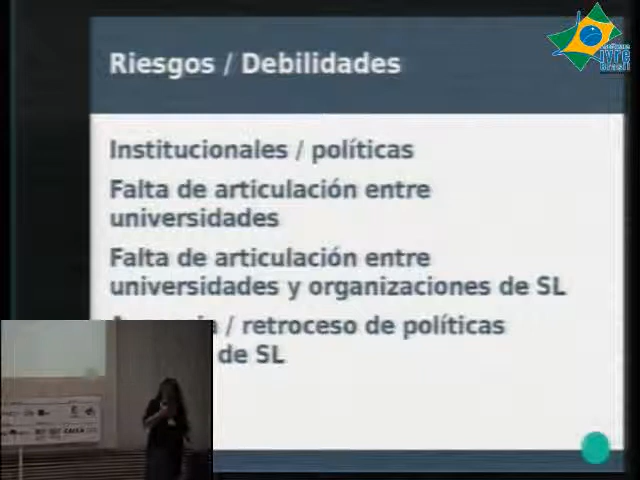 Riesgos / Debilidades
Institucionales / políticas
Falta de articulación entre
universidades
Falta de articulación entre
universidades y organizaciones de SL
/ retroceso de políticas
de SL
Brasil